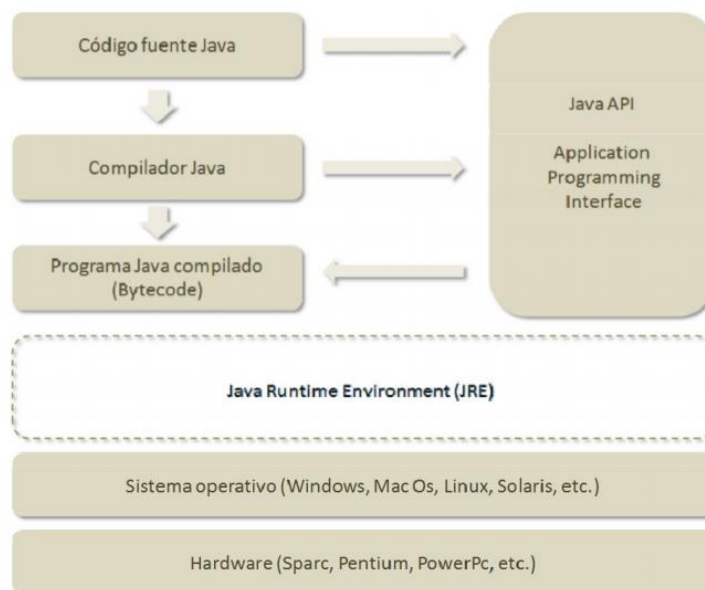 Código fuente Java
Java API
Application
Programming
Interface
Compilador Java
Programa Java compilado
(Bytecode)
Java Runtime Environment (JRE)
Sistema operativo (Windows, Mac Os, Linux, Solaris, etc.)
Hardware (Sparc, Pentium, PowerPc, etc.)